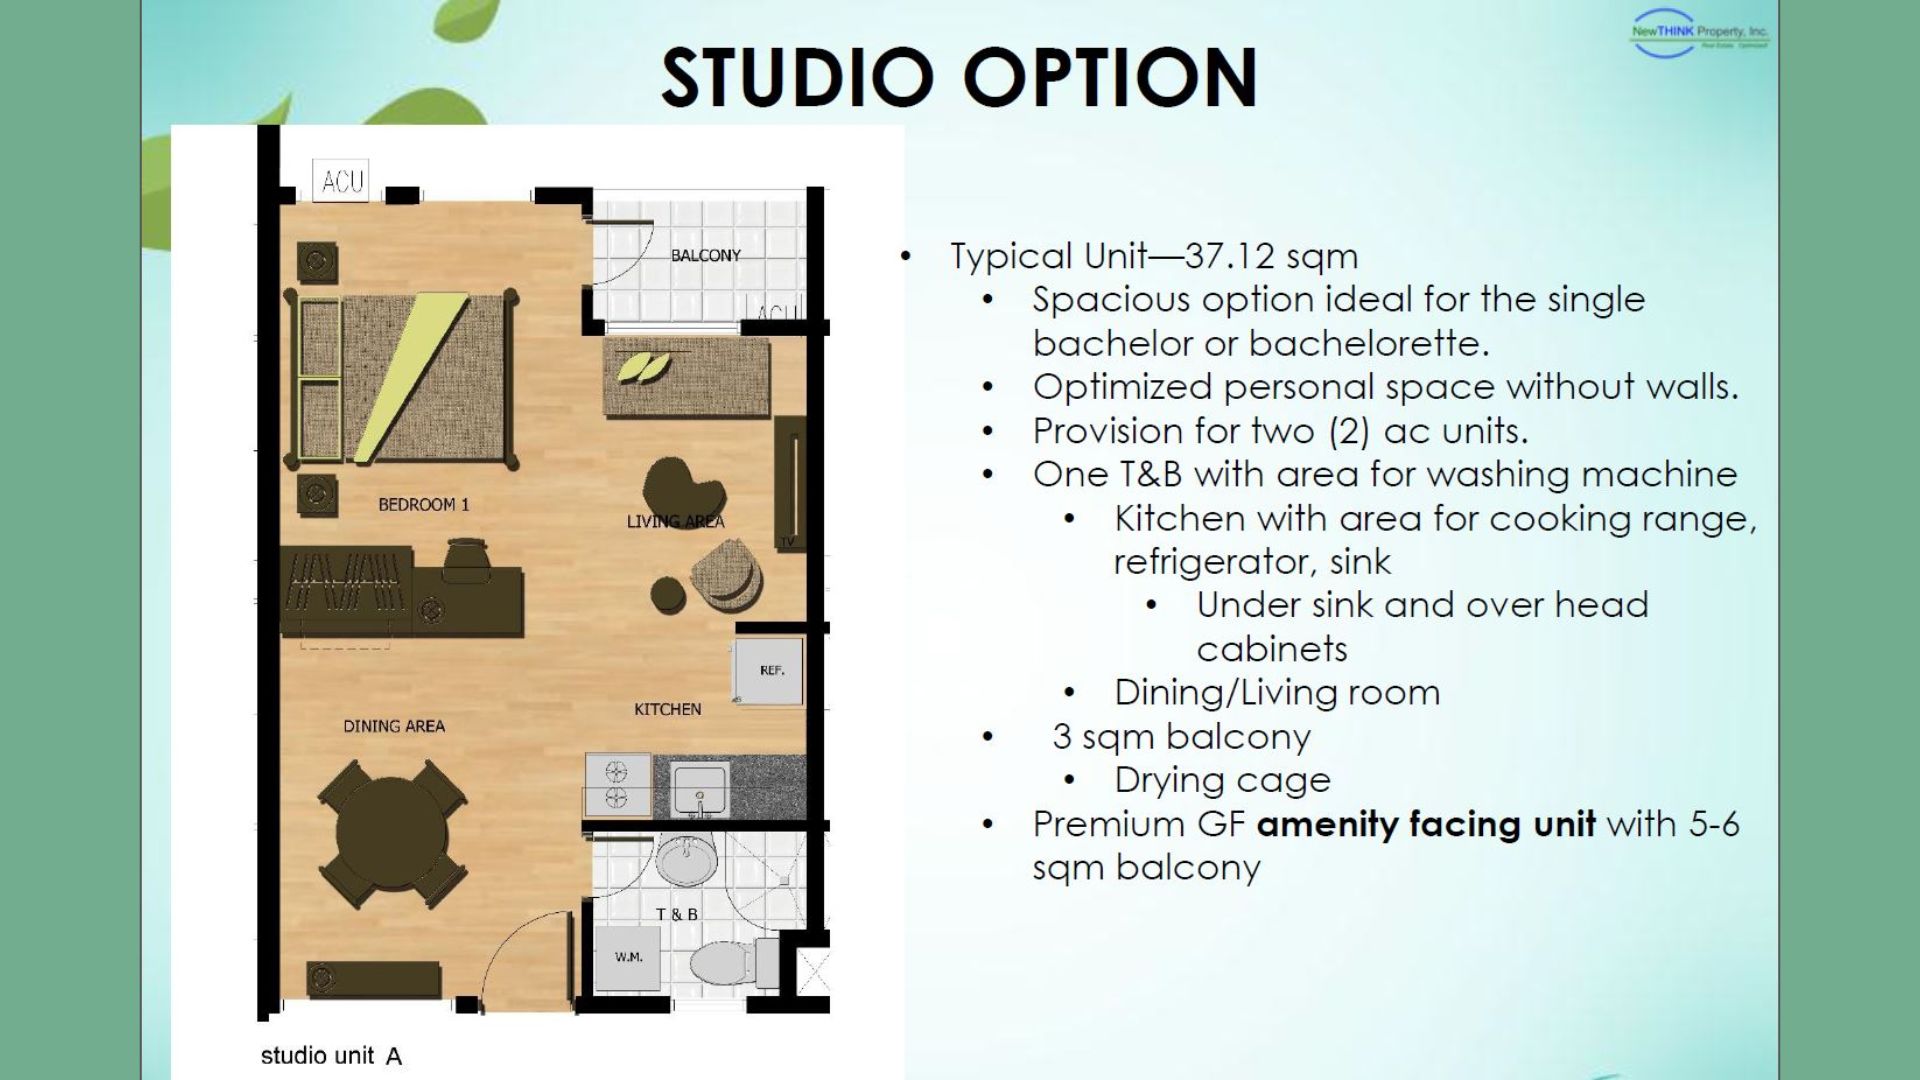 NewTHINK Property, Inc.
Real Estate Optimized!
STUDIO OPTION
ACU
BALCONY
ACU
BEDROOM 1
LIVING AREA
TV
REF.
KITCHEN
DINING AREA
T & B
W.M.
studio unit A
• Typical Unit—37.12 sqm
• Spacious option ideal for the single
bachelor or bachelorette.
• Optimized personal space without walls.
• Provision for two (2) ac units.
• One T&B with area for washing machine
• Kitchen with area for cooking range,
refrigerator, sink
• Under sink and over head
cabinets
• Dining/Living room
• 3 sqm balcony
• Drying cage
• Premium GF amenity facing unit with 5-6
sqm balcony